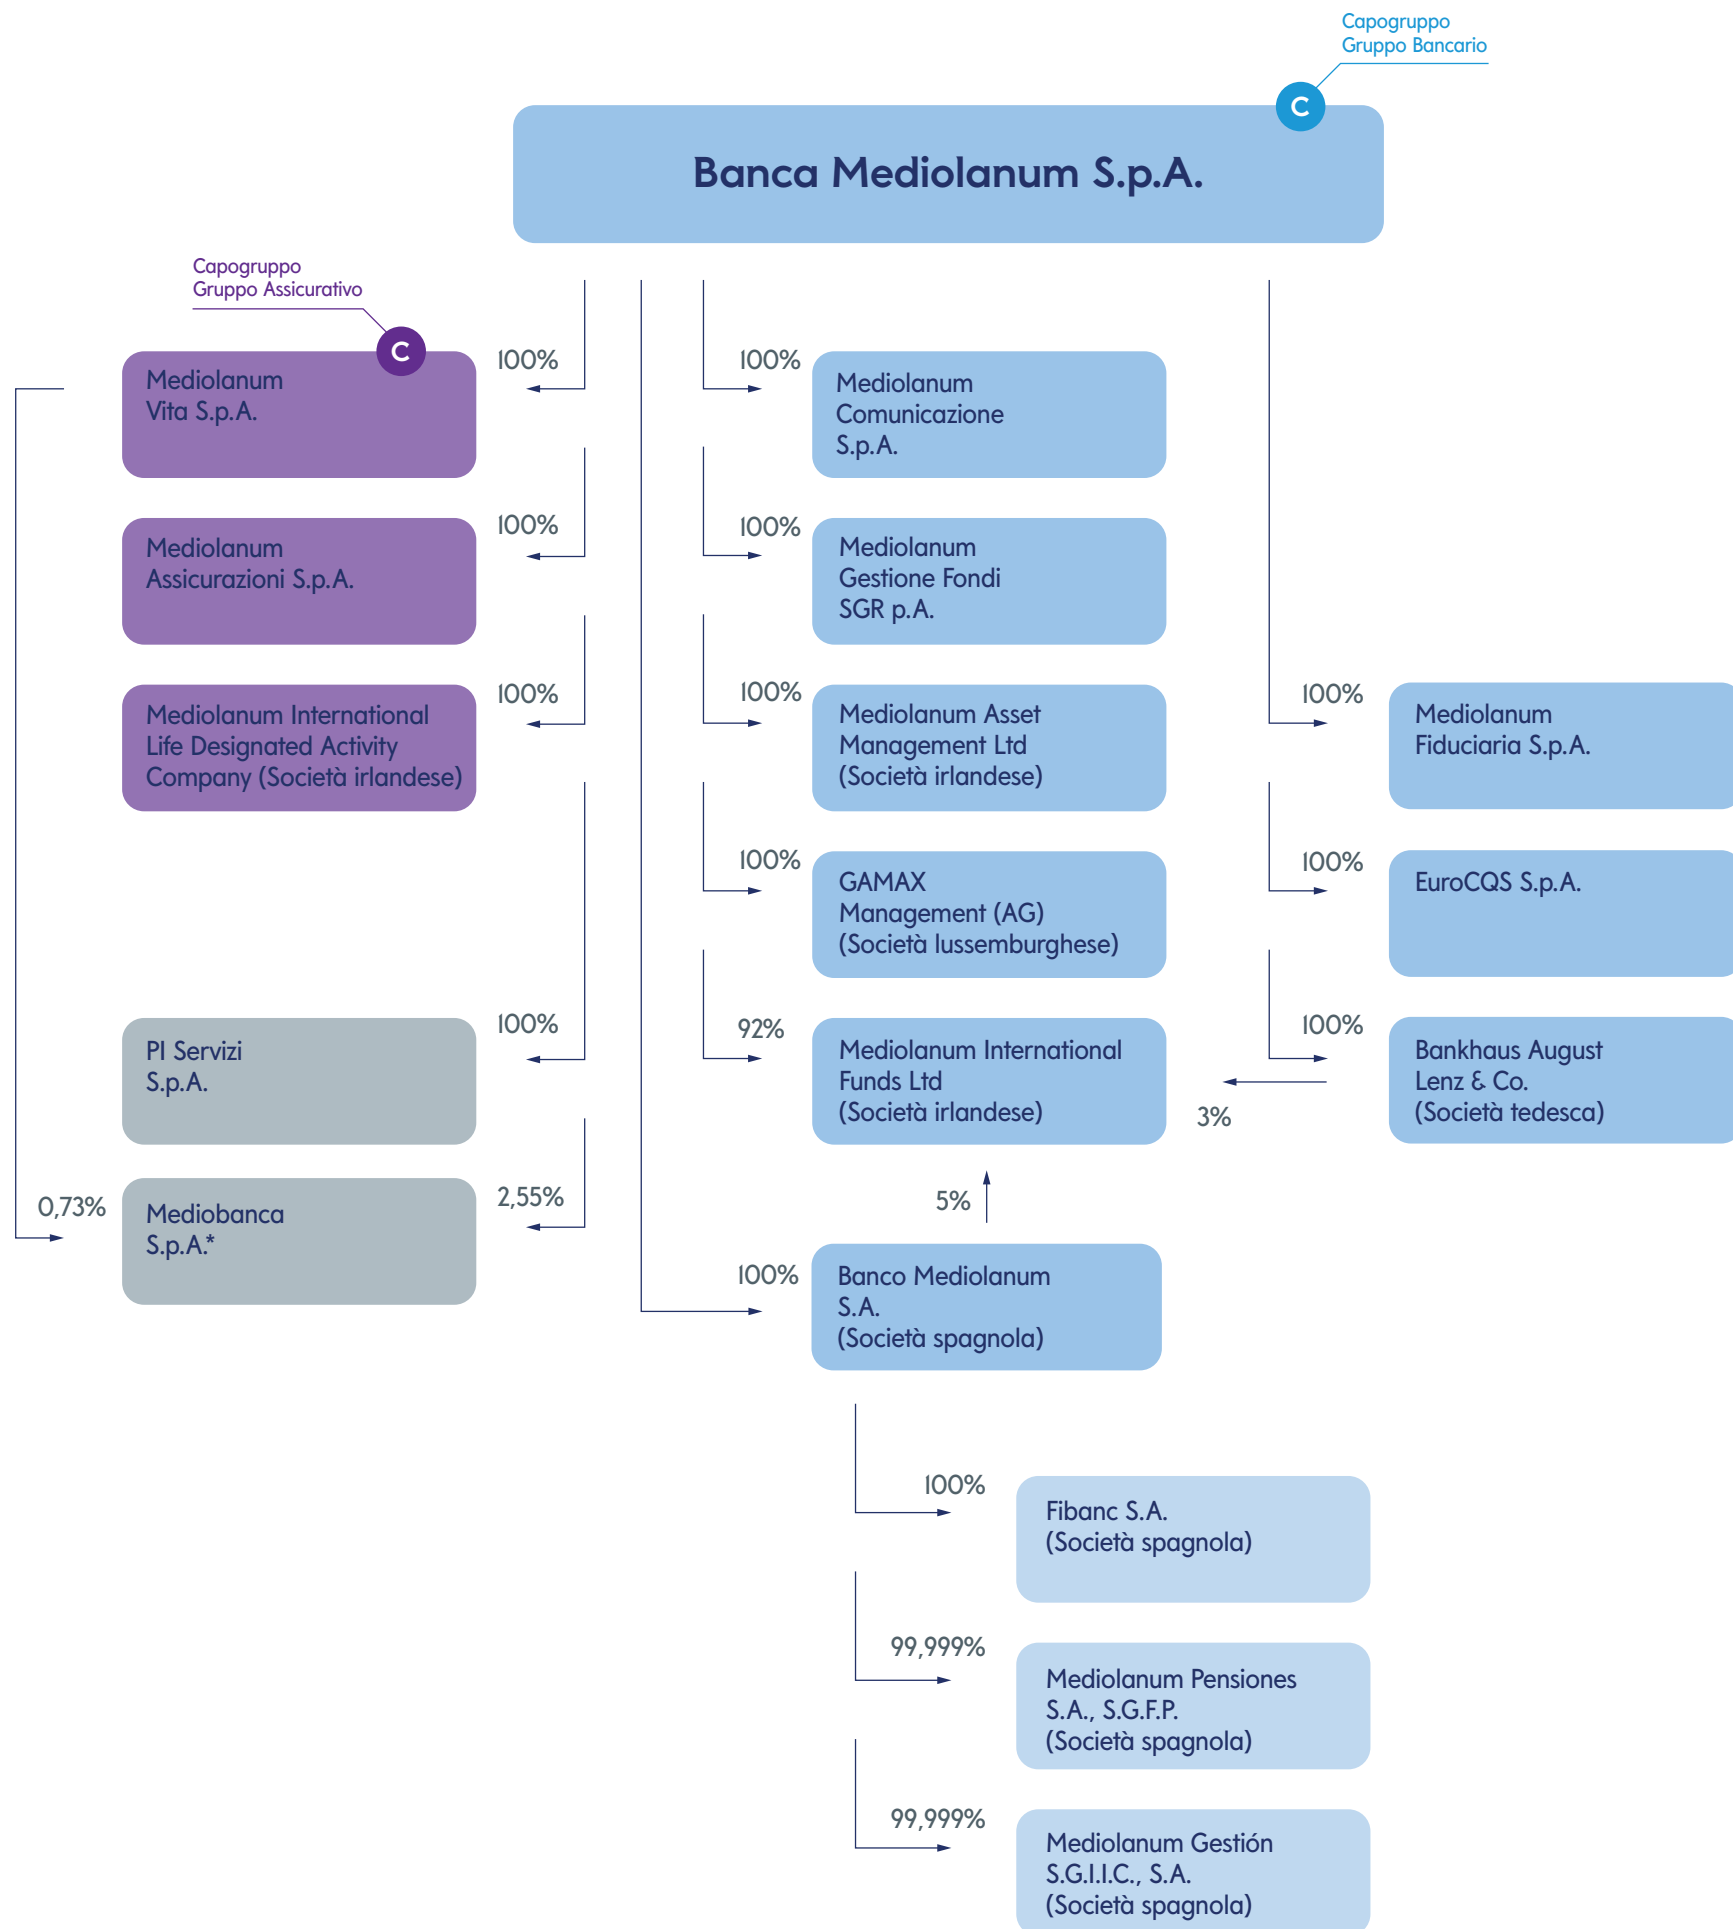 Capogruppo
Gruppo Bancario
C
Banca Mediolanum S.p.A.
Capogruppo
Gruppo Assicurativo
C
100%
Mediolanum
Vita S.p.A.
100%
Mediolanum
Comunicazione
S.p.A.
100%
Mediolanum
Assicurazioni S.p.A.
100%
Mediolanum
Gestione Fondi
SGR p.A.
100%
Mediolanum International
Life Designated Activity
Company (Società irlandese)
100%
Mediolanum Asset
Management Ltd
(Società irlandese)
100%
Mediolanum
Fiduciaria S.p.A.
100%
GAMAX
Management (AG)
(Società lussemburghese)
100%
EuroCQS S.p.A.
100%
PI Servizi
S.p.A.
92%
Mediolanum International
Funds Ltd
(Società irlandese)
100%
Bankhaus August
Lenz & Co.
(Società tedesca)
3%
0,73%
Mediobanca
S.p.A.*
2,55%
5%
100%
Banco Mediolanum
S.A.
(Società spagnola)
100%
Fibanc S.A.
(Società spagnola)
99,999%
Mediolanum Pensiones
S.A., S.G.F.P.
(Società spagnola)
99,999%
Mediolanum Gestión
S.G.I.I.C., S.A.
(Società spagnola)